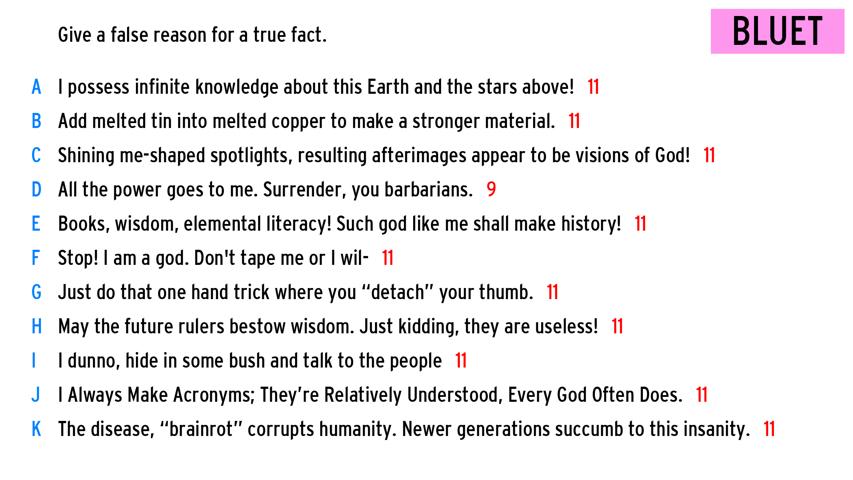 Give a false reason for a true fact.
BLUET
A I possess infinite knowledge about this Earth and the stars above! 11
B Add melted tin into melted copper to make a stronger material. 11
C Shining me-shaped spotlights, resulting afterimages appear to be visions of God! 11
D All the power goes to me. Surrender, you barbarians. 9
E Books, wisdom, elemental literacy! Such god like me shall make history! 11
F Stop! I am a god. Don't tape me or I wil- 11
G Just do that one hand trick where you “detach” your thumb. 11
H May the future rulers bestow wisdom. Just kidding, they are useless! 11
I I dunno, hide in some bush and talk to the people 11
J I Always Make Acronyms; They’re Relatively Understood, Every God Often Does. 11
K The disease, “brainrot” corrupts humanity. Newer generations succumb to this insanity. 11